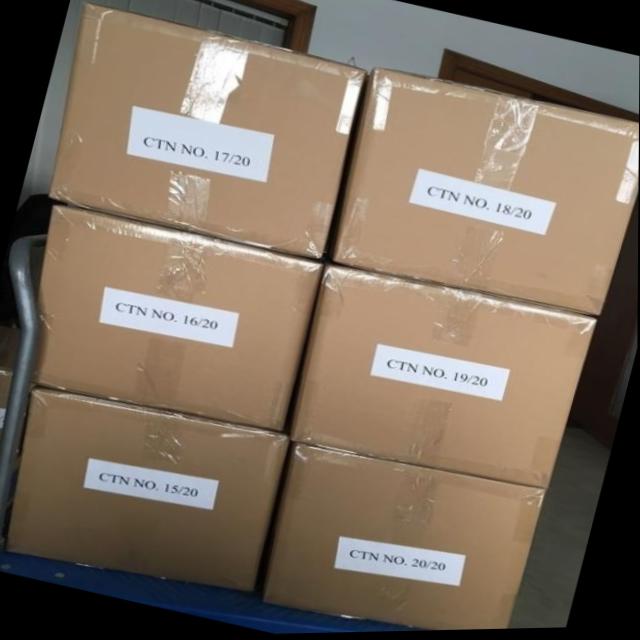 CTN NO. 17/20
CTN NO. 18/20
CTN NO. 16/20
CTN NO. 19/20
CTN NO. 15/20
CTN NO. 20/20